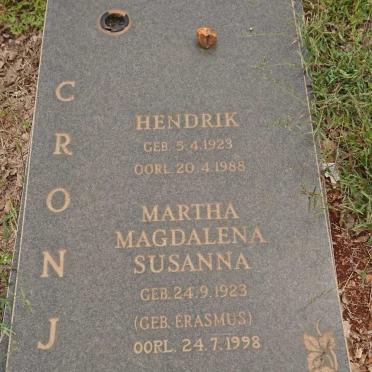 CRONJ
HENDRIK
GEB. 5.4.1923
OORL. 20.4.1988
MARTHA
MAGDALENA
SUSANNA
GEB. 24.9.1923
(GEB. ERASMUS)
OORL. 24.7.1998